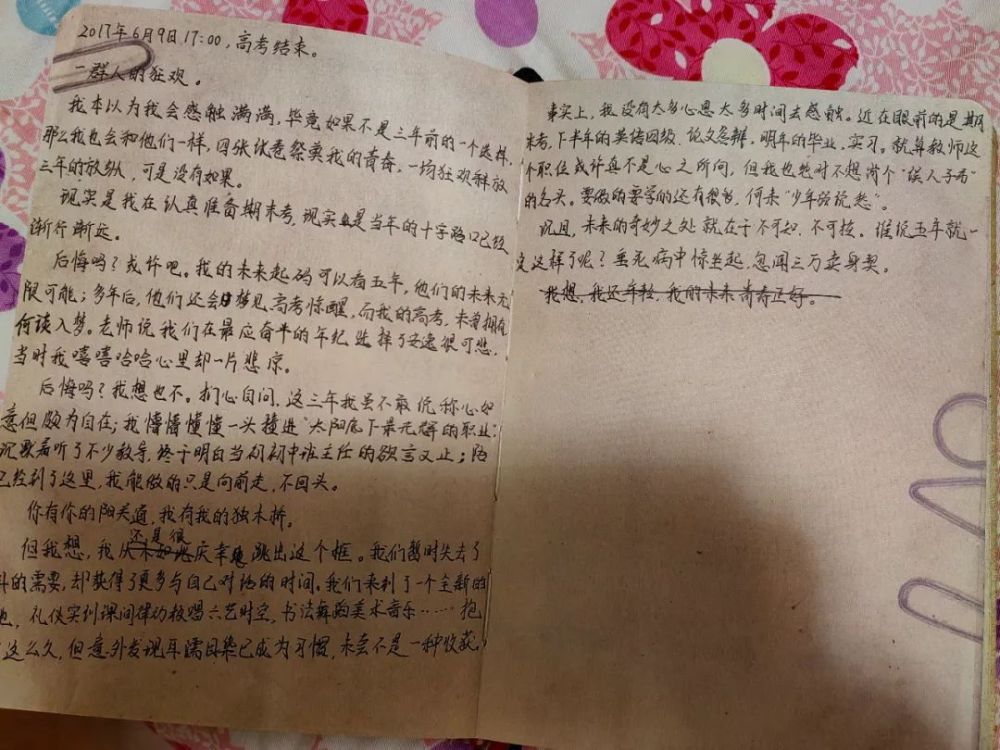 2017年6月9日17:00,高考结束。
一群人的狂欢。
我本以为我会感触满满,毕竟如果不是三年前的一个选择,
那么我也会和他们一样,四张试卷祭奠我的青春,一场狂欢释放
三年的放纵,可是没有如果。
现实是我在认真准备期末考,现实是当年的十字路口已经
渐行渐远。
后悔吗?或许吧。我的未来起码可以看五年,他们的未来无
限可能;多年后,他们还会梦见高考惊醒,而我的高考,未曾拥有
何谈入梦。老师说我们在最应奋斗的年纪选择了安逸很可悲,
当时我嘻嘻哈哈心里却一片悲凉。
后悔吗?我想也不。扪心自问,这三年我虽不敢说称心如
意但颇为自在;我懵懵懂懂一头撞进"太阳底下最光辉的职业"
沉默着听了不少教导,终于明白当初初中班主任的欲言又止;
已经到了这里,我能做的只是向前走,不回头。
你有你的阳关道,我有我的独木桥。
但我想,我还是很庆幸跳出这个框。我们暂时失去了
斗的需要,却获得了更多与自己对话的时间。我们来到了一个全新的
礼仪实训课间律动校园六艺时空,书法舞蹈美术音乐……抱
这么久,但意外发现耳濡目染已成为习惯,未尝不是一种收获。
事实上,我没有太多心思太多时间去感触。近在眼前的是期
末考,下半年的英语四级,论文答辩,明年的毕业,实习。就算教师这
个职位或许真不是心之所向,但我也绝对不想背个"误人子弟"
的名头。要做的要学的还有很多,何来"少年强说愁"。
况且,未来的奇妙之处就在于不可知,不可控。谁说五年就一
定这样了呢?垂死病中惊坐起,忽闻三万卖身契。
我想,我还年轻,我的未来青春正好。